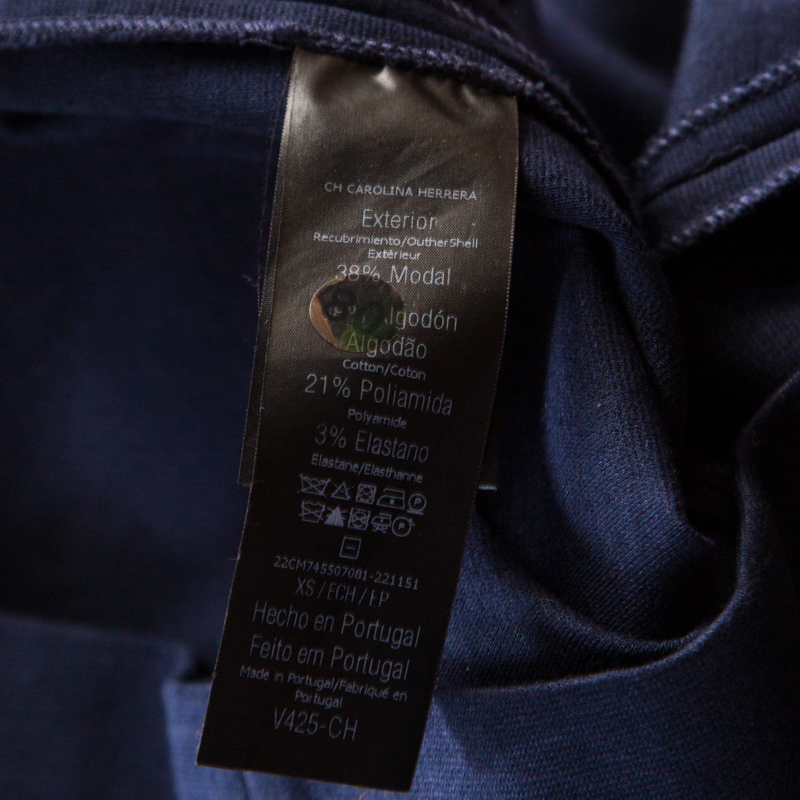 CH CAROLINA HERRERA
Exterior
Recubrimiento/OutherShell
Extérieur
38% Modal
lgodón
Algodão
Cotton/Coton
21% Poliamida
Polyamide
3% Elastano
Elastane/Elasthanne
22CM745507081-221151
XS/ECH/EP
Hecho en Portugal
Feito em Portugal
Made in Portugal/Fabriqué en
Portugal
V425-CH